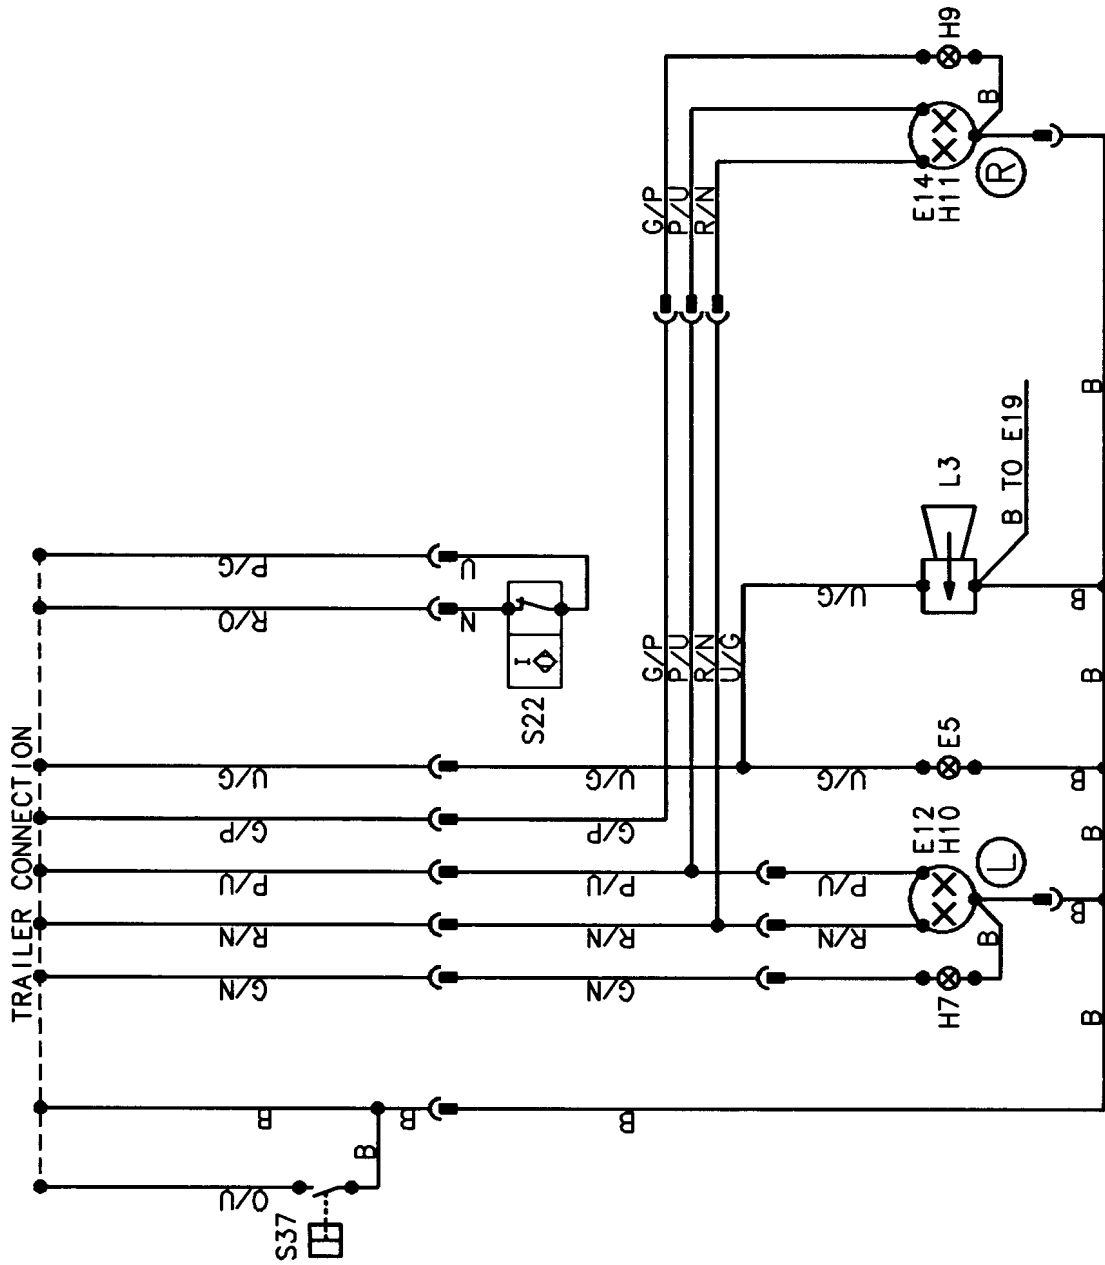 TRAILER CONNECTION
O/U
B
B
B
G/N
R/N
P/U
G/P
U/G
R/O
P/G
S37
N
U
S22
B
G/N
R/N
P/U
G/P
U/G
G/P
P/U
R/N
U/G
G/P
P/U
R/N
R/N
P/U
U/G
U/G
H7
E12
H10
E5
L3
E14
H11
H9
B
L
B TO E19
R
B
B
B
B
B
B
B
B
B